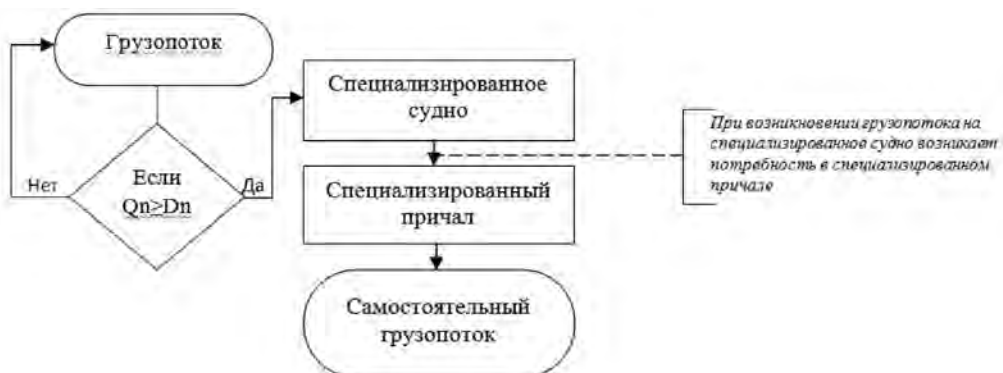 Грузопоток
Если
Qn>Dn
Нет
Да
Специализированное
судно
Специализированный
причал
Самостоятельный
грузопоток
При возникновении грузопотока на
специализированное судно возникает
потребность в специализированном
причале